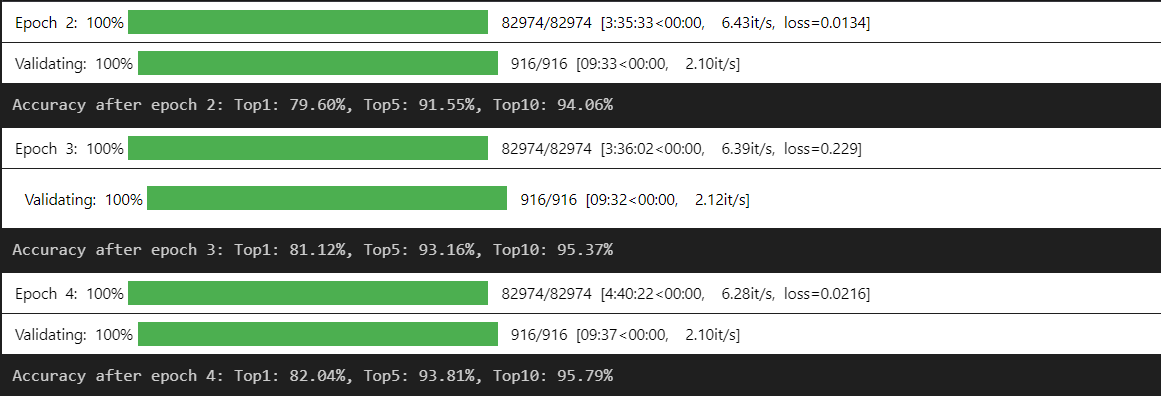 Epoch 2: 100% 82974/82974 [3:35:33<00:00, 6.43it/s, loss=0.0134]
Validating: 100% 916/916 [09:33<00:00, 2.10it/s]
Accuracy after epoch 2: Top1: 79.60%, Top5: 91.55%, Top10: 94.06%
Epoch 3: 100% 82974/82974 [3:36:02<00:00, 6.39it/s, loss=0.229]
Validating: 100% 916/916 [09:32<00:00, 2.12it/s]
Accuracy after epoch 3: Top1: 81.12%, Top5: 93.16%, Top10: 95.37%
Epoch 4: 100% 82974/82974 [4:40:22<00:00, 6.28it/s, loss=0.0216]
Validating: 100% 916/916 [09:37<00:00, 2.10it/s]
Accuracy after epoch 4: Top1: 82.04%, Top5: 93.81%, Top10: 95.79%